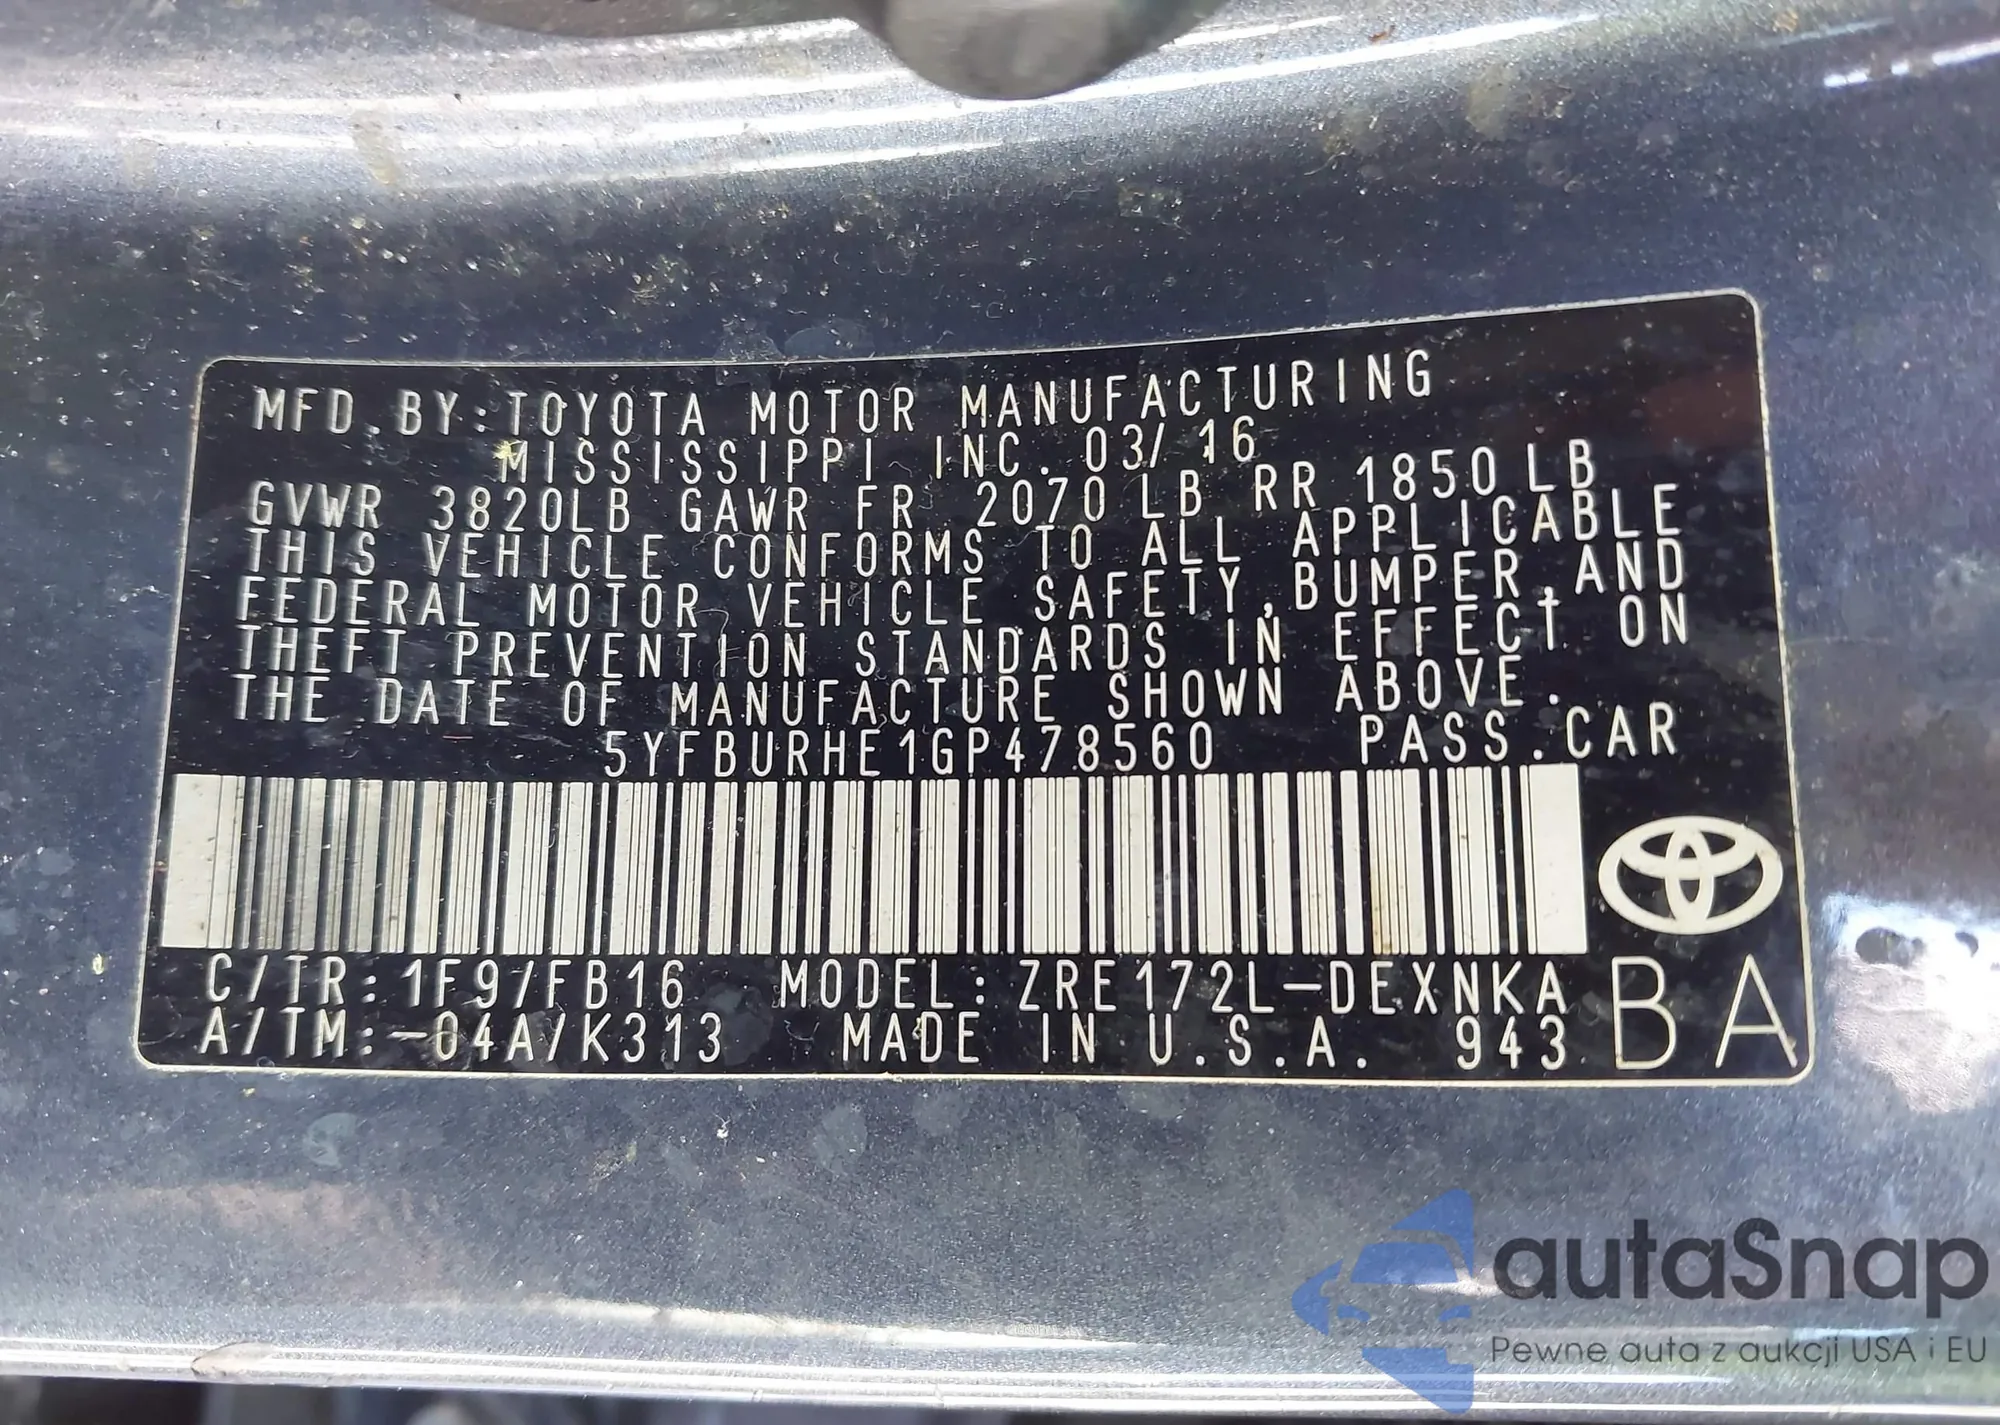 MFD.BY:TOYOTA MOTOR MANUFACTURING
MISSISSIPPI INC. 03/16
GVWR 3820LB GAWR FR 2070LB RR 1850LB
THIS VEHICLE CONFORMS TO ALL APPLICABLE
FEDERAL MOTOR VEHICLE SAFETY,BUMPER,AND
THEFT PREVENTION STANDARDS IN EFFECT ON
THE DATE OF MANUFACTURE SHOWN ABOVE.
5YFBURHE1GP478560 PASS.CAR
C/TR:1F9/FB16 MODEL:ZRE172L-DEXNKA
A/TM:-04A/K313 MADE IN U.S.A. 943
BA
autaSnap
Pewne auta z aukcji USA i EU